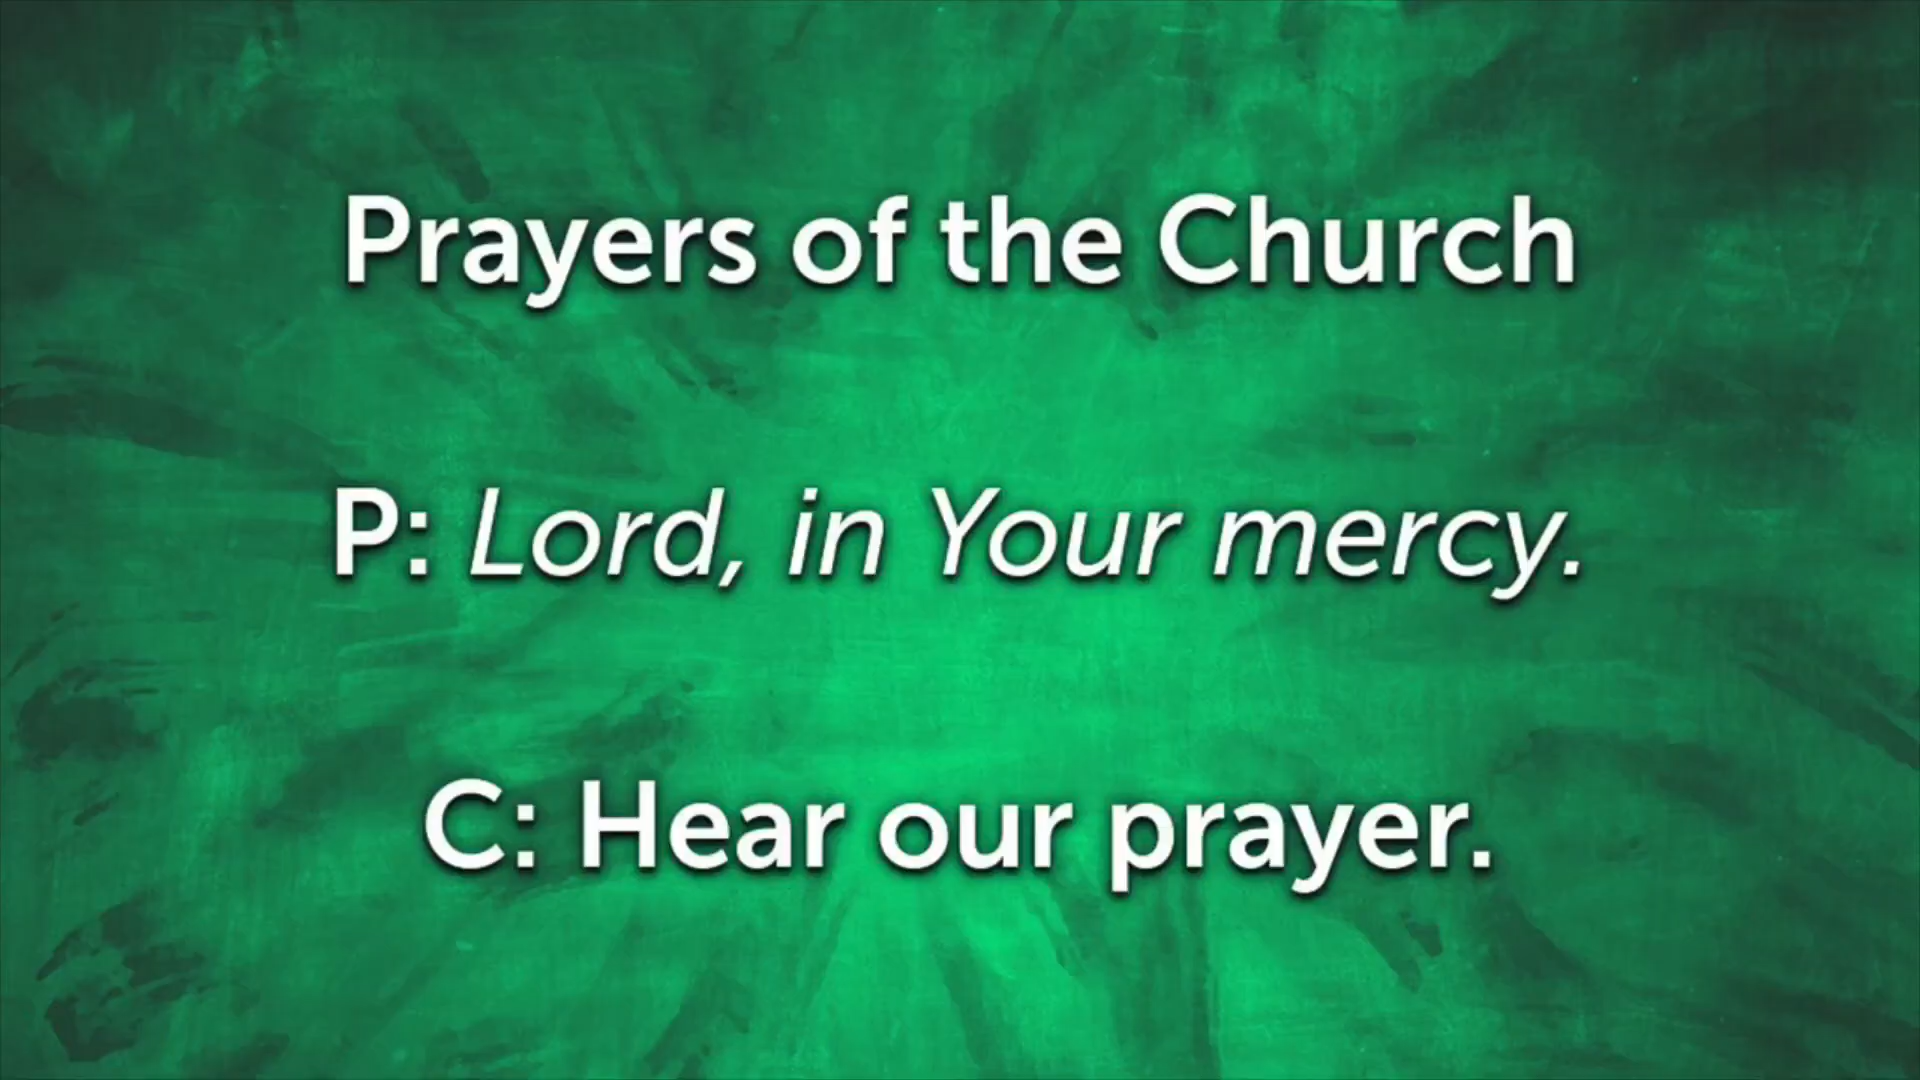 Prayers of the Church
P: Lord, in Your mercy.
C: Hear our prayer.